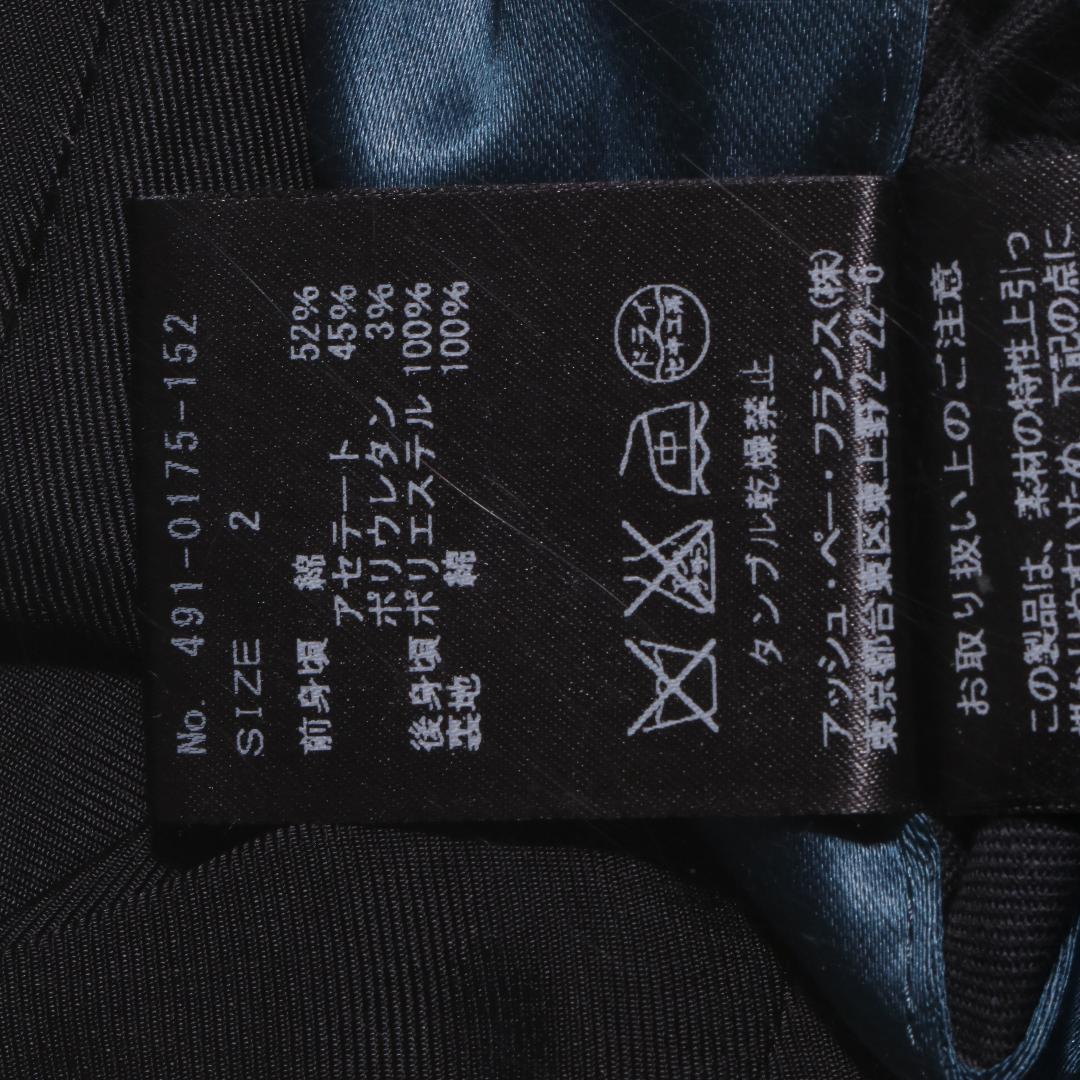 No. 491-0175-152
SIZE 2
前身頃 綿 52%
アセテート 45%
ポリウレタン 3%
後身頃 ポリエステル 100%
裏地 綿 100%
ドライ
セキユ系
中
タンブル乾燥禁止
アッシュ・ペー・フランス(株)
東京都台東区東上野2-22-6
お取り扱い上のご注意
この製品は、素材の特性上引っ
下記の点に